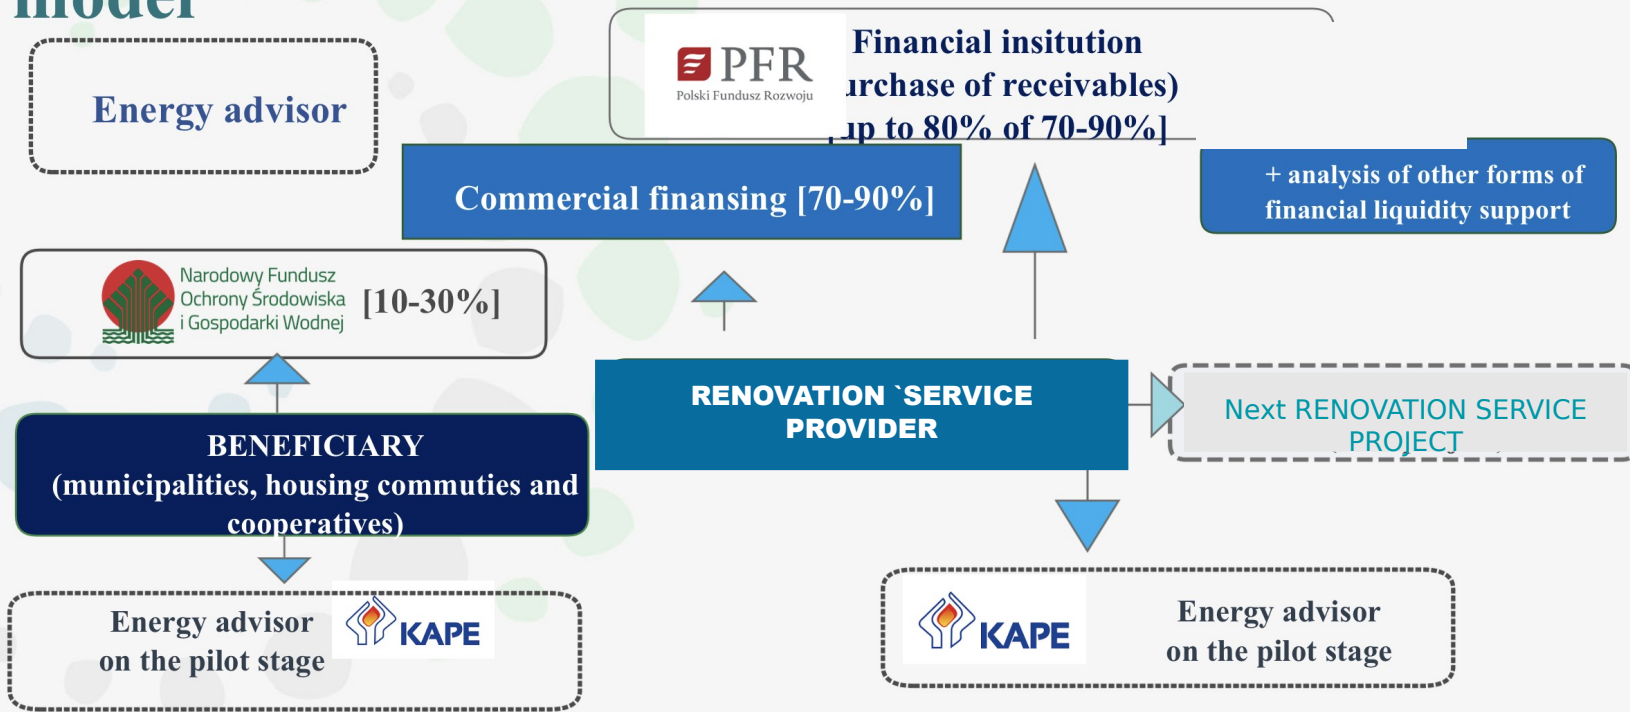 model
Energy advisor
PFR
Polski Fundusz Rozwoju
Financial insitution
urchase of receivables)
[up to 80% of 70-90%]
Commercial finansing [70-90%]
+ analysis of other forms of
financial liquidity support
Narodowy Fundusz
Ochrony Środowiska
i Gospodarki Wodnej
[10-30%]
RENOVATION `SERVICE
PROVIDER
Next RENOVATION SERVICE
PROJECT
BENEFICIARY
(municipalities, housing commuties and
cooperatives)
Energy advisor
on the pilot stage
KAPE
KAPE
Energy advisor
on the pilot stage